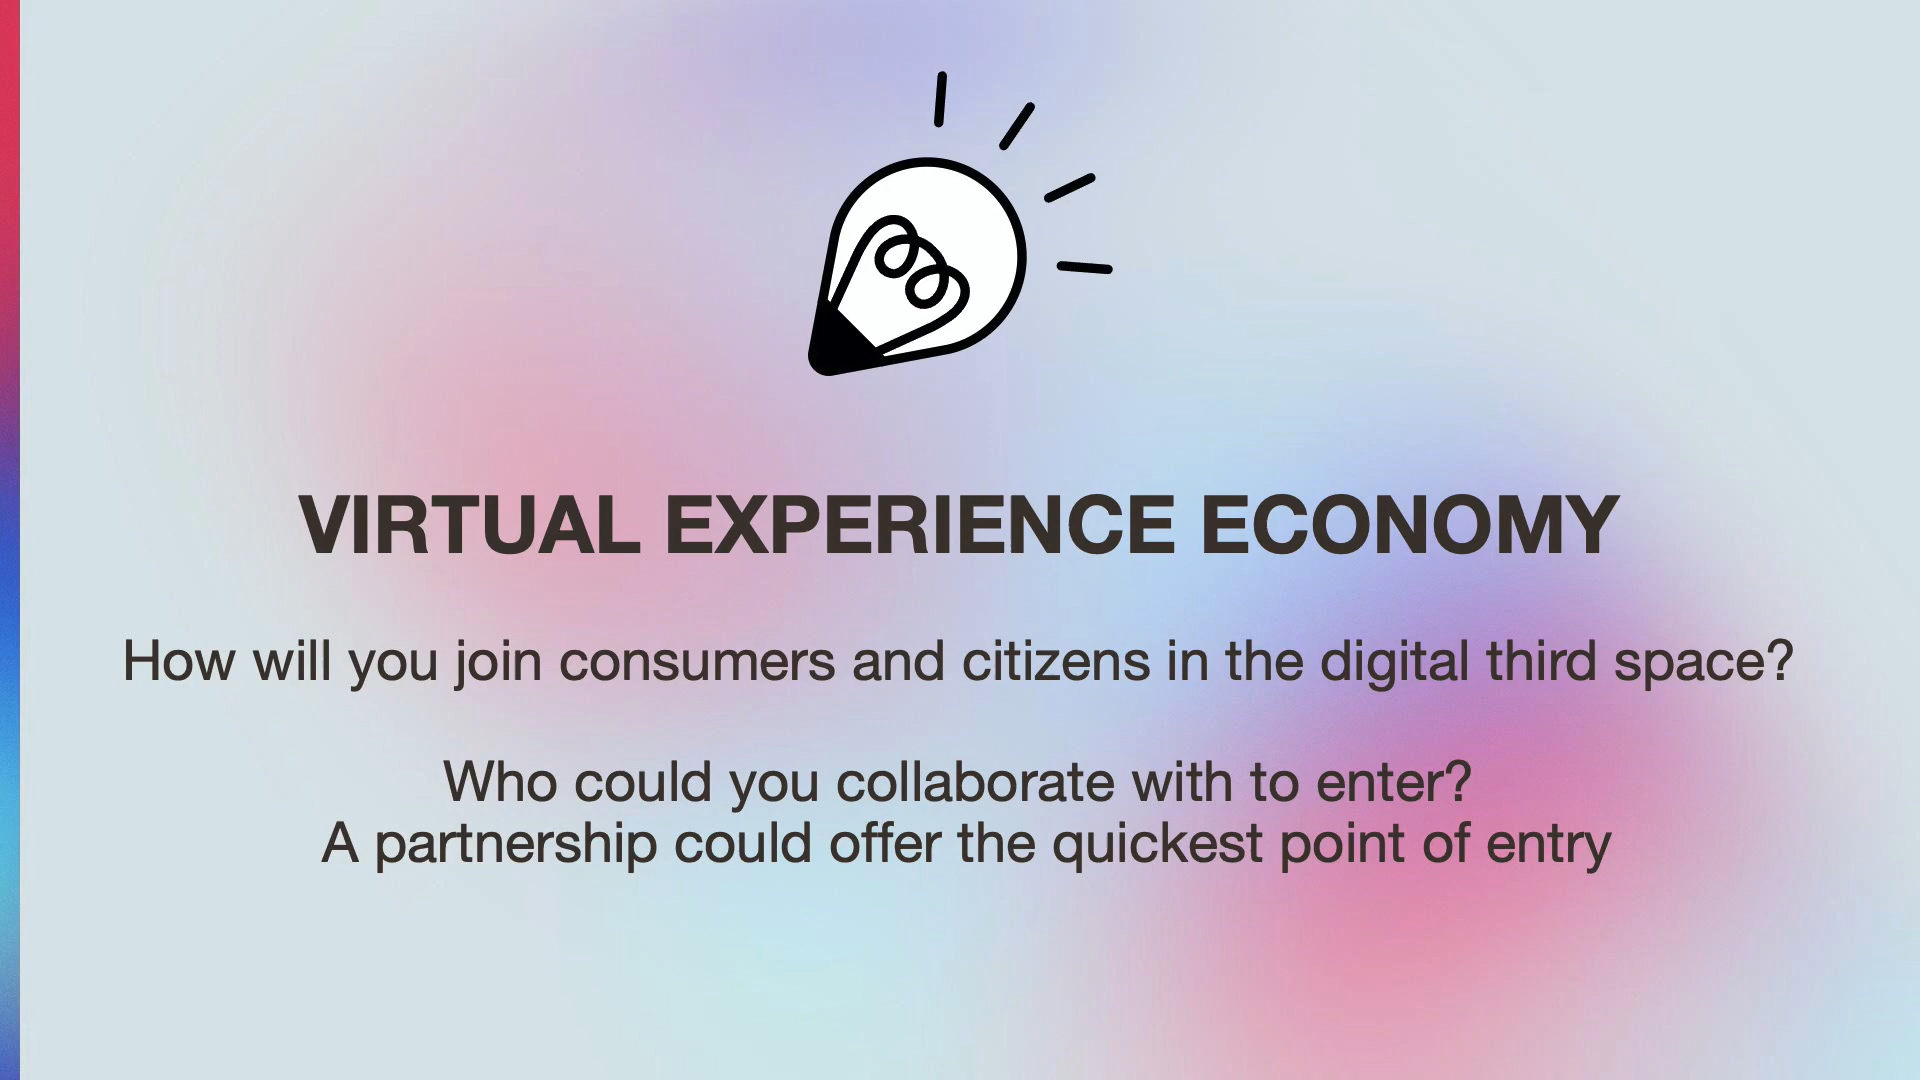 VIRTUAL EXPERIENCE ECONOMY
How will you join consumers and citizens in the digital third space?
Who could you collaborate with to enter?
A partnership could offer the quickest point of entry